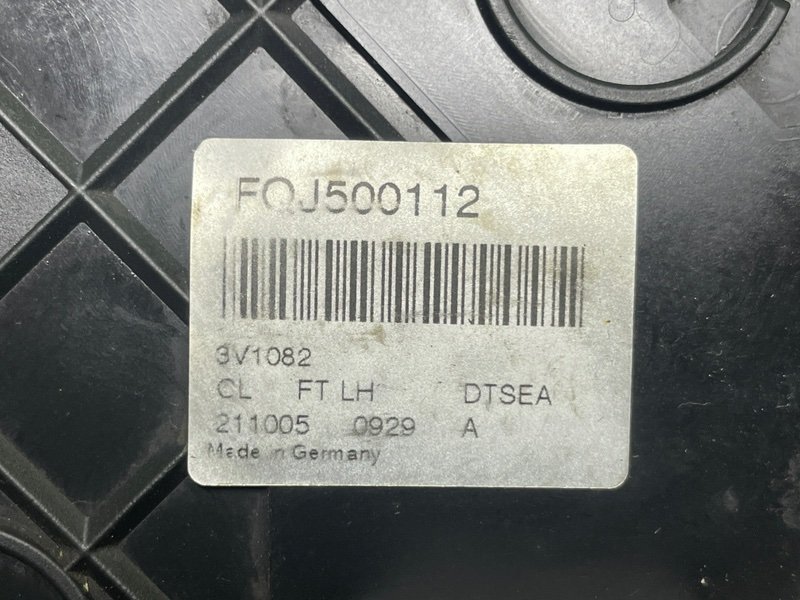 FQJ500112
3V1082
CL FT LH DTSEA
211005 0929 A
Made in Germany